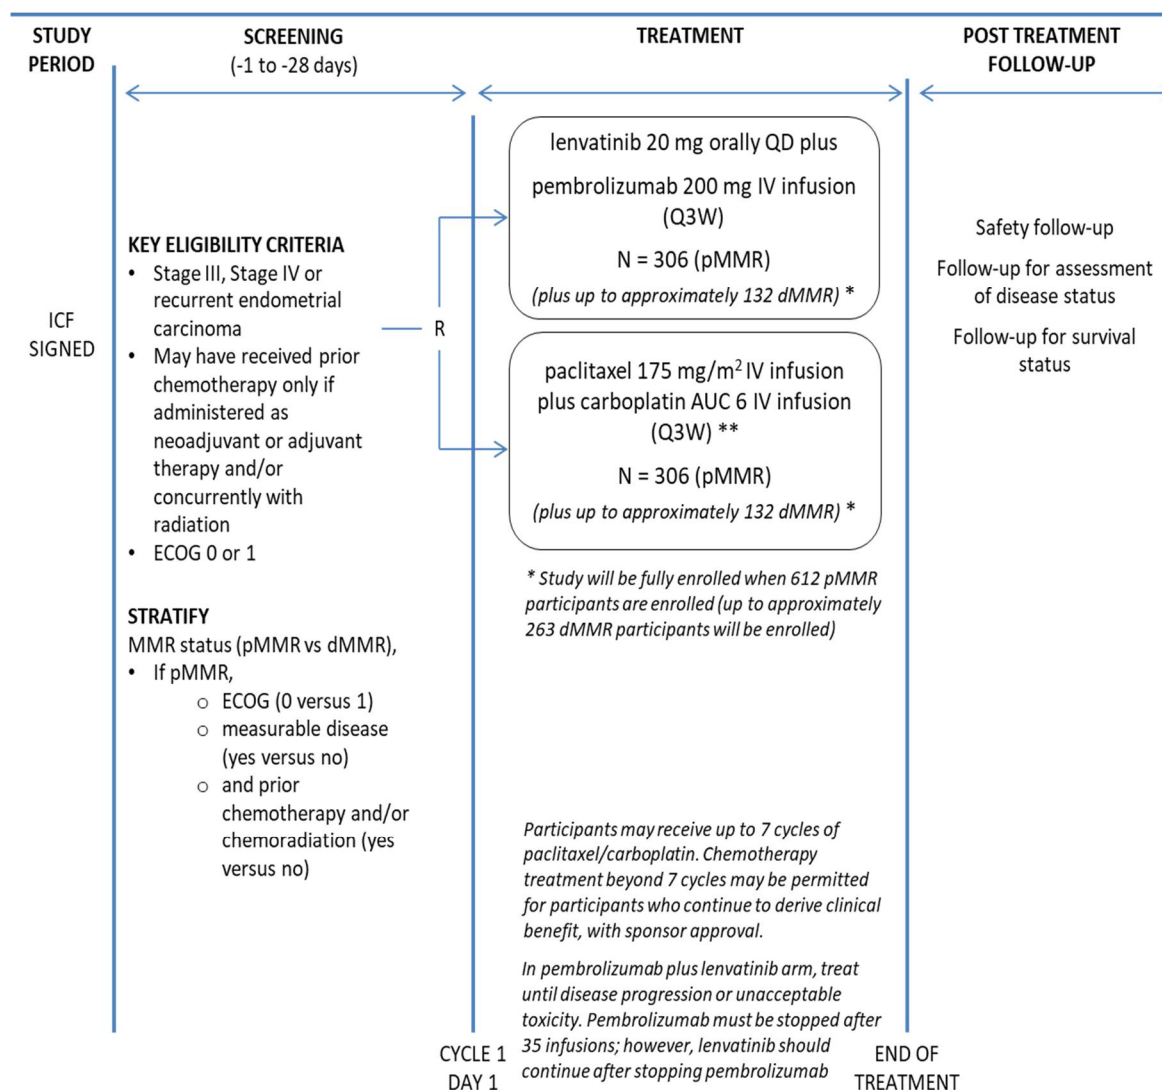 STUDY
PERIOD
SCREENING
(-1 to -28 days)
TREATMENT
POST TREATMENT
FOLLOW-UP
ICF
SIGNED
KEY ELIGIBILITY CRITERIA
• Stage III, Stage IV or
recurrent endometrial
carcinoma
• May have received prior
chemotherapy only if
administered as
neoadjuvant or adjuvant
therapy and/or
concurrently with
radiation
• ECOG 0 or 1
STRATIFY
MMR status (pMMR vs dMMR),
• If pMMR,
o ECOG (0 versus 1)
o measurable disease
(yes versus no)
o and prior
chemotherapy and/or
chemoradiation (yes
versus no)
R
lenvatinib 20 mg orally QD plus
pembrolizumab 200 mg IV infusion
(Q3W)
N = 306 (pMMR)
(plus up to approximately 132 dMMR) *
paclitaxel 175 mg/m² IV infusion
plus carboplatin AUC 6 IV infusion
(Q3W) **
N = 306 (pMMR)
(plus up to approximately 132 dMMR) *
* Study will be fully enrolled when 612 pMMR
participants are enrolled (up to approximately
263 dMMR participants will be enrolled)
Participants may receive up to 7 cycles of
paclitaxel/carboplatin. Chemotherapy
treatment beyond 7 cycles may be permitted
for participants who continue to derive clinical
benefit, with sponsor approval.
In pembrolizumab plus lenvatinib arm, treat
until disease progression or unacceptable
toxicity. Pembrolizumab must be stopped after
35 infusions; however, lenvatinib should
continue after stopping pembrolizumab
Safety follow-up
Follow-up for assessment
of disease status
Follow-up for survival
status
CYCLE 1
DAY 1
END OF
TREATMENT